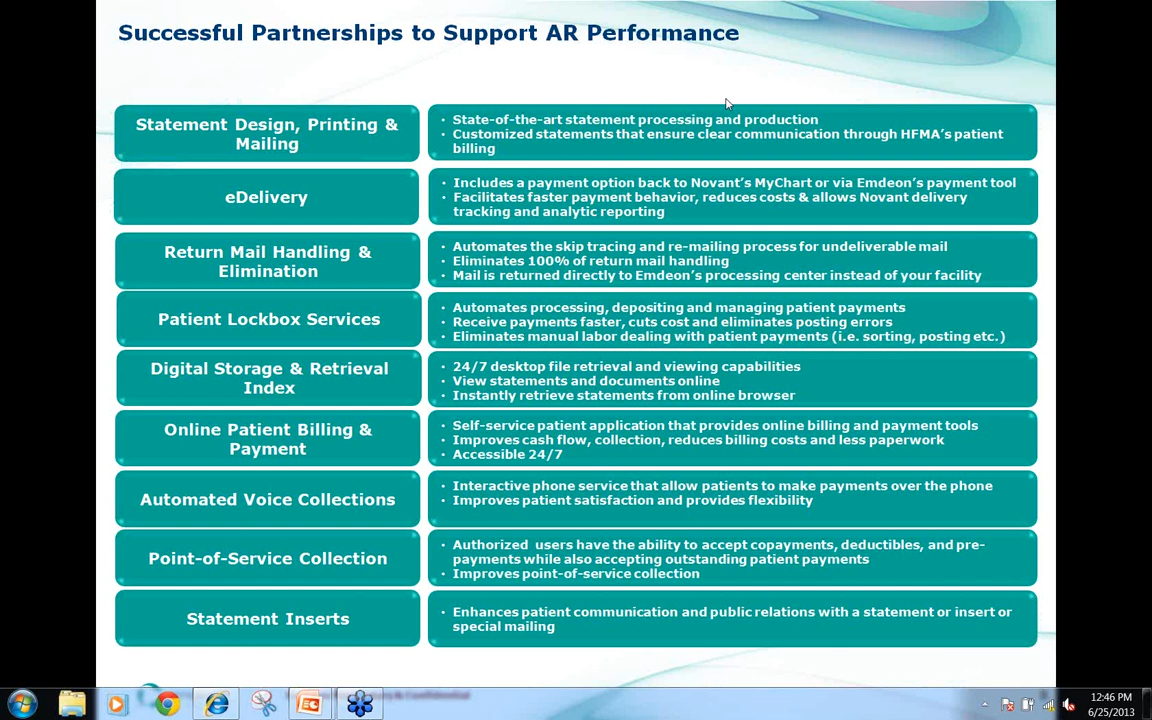 Successful Partnerships to Support AR Performance
Statement Design, Printing &
Mailing
• State-of-the-art statement processing and production
• Customized statements that ensure clear communication through HFMA's patient
billing
eDelivery
• Includes a payment option back to Novant's MyChart or via Emdeon's payment tool
• Facilitates faster payment behavior, reduces costs & allows Novant delivery
tracking and analytic reporting
Return Mail Handling &
Elimination
• Automates the skip tracing and re-mailing process for undeliverable mail
• Eliminates 100% of return mail handling
• Mail is returned directly to Emdeon's processing center instead of your facility
Patient Lockbox Services
• Automates processing, depositing and managing patient payments
• Receive payments faster, cuts cost and eliminates posting errors
• Eliminates manual labor dealing with patient payments (i.e. sorting, posting etc.)
Digital Storage & Retrieval
Index
• 24/7 desktop file retrieval and viewing capabilities
• View statements and documents online
• Instantly retrieve statements from online browser
Online Patient Billing &
Payment
• Self-service patient application that provides online billing and payment tools
• Improves cash flow, collection, reduces billing costs and less paperwork
• Accessible 24/7
Automated Voice Collections
• Interactive phone service that allow patients to make payments over the phone
• Improves patient satisfaction and provides flexibility
Point-of-Service Collection
• Authorized users have the ability to accept copayments, deductibles, and pre-
payments while also accepting outstanding patient payments
• Improves point-of-service collection
Statement Inserts
• Enhances patient communication and public relations with a statement or insert or
special mailing
& Confidential
12:46 PM
6/25/2013